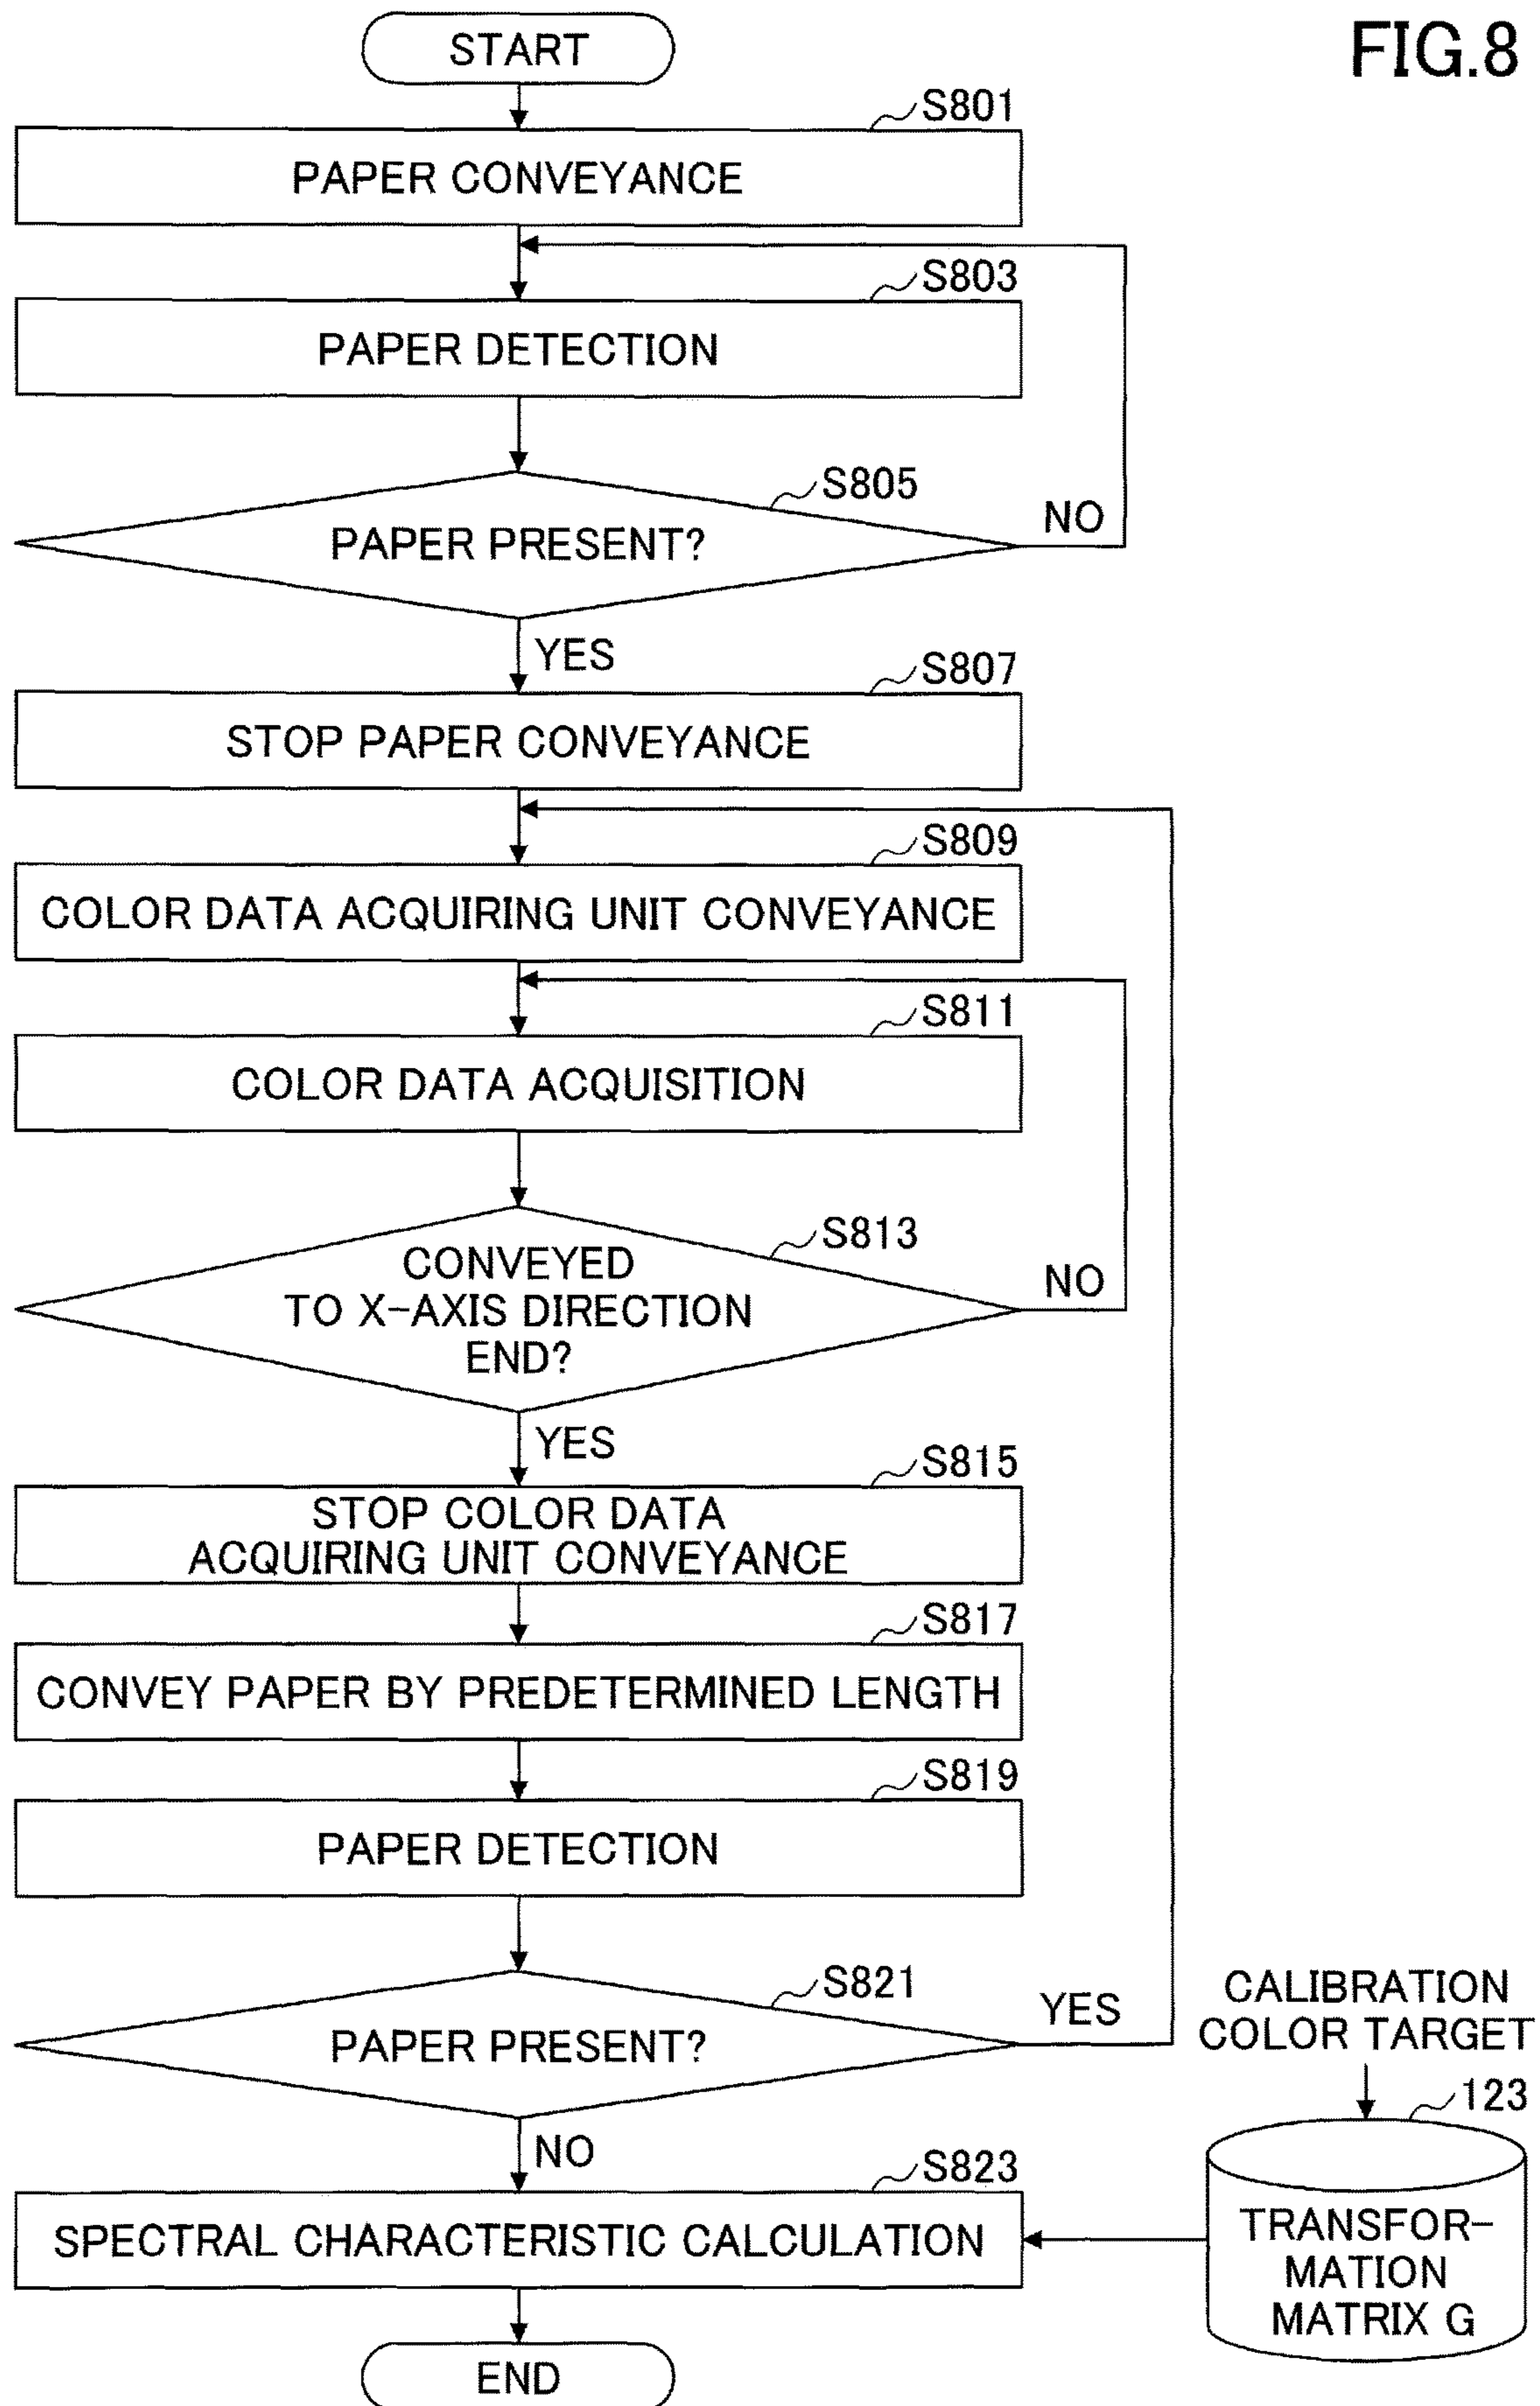 FIG.8
START
S801
PAPER CONVEYANCE
S803
PAPER DETECTION
S805
PAPER PRESENT?
NO
YES
S807
STOP PAPER CONVEYANCE
S809
COLOR DATA ACQUIRING UNIT CONVEYANCE
S811
COLOR DATA ACQUISITION
S813
CONVEYED
TO X-AXIS DIRECTION
END?
NO
YES
S815
STOP COLOR DATA
ACQUIRING UNIT CONVEYANCE
S817
CONVEY PAPER BY PREDETERMINED LENGTH
S819
PAPER DETECTION
S821
PAPER PRESENT?
YES
NO
CALIBRATION
COLOR TARGET
123
TRANSFOR-
MATION
MATRIX G
S823
SPECTRAL CHARACTERISTIC CALCULATION
END